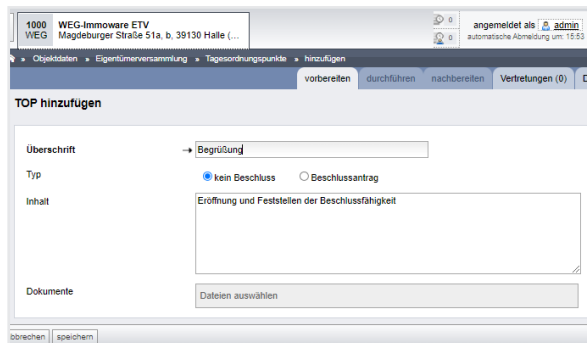 1000 WEG-Immoware ETV
WEG Magdeburger Straße 51a, b, 39130 Halle (...
0
0
angemeldet als admin
automatische Abmeldung um: 15:53
» Objektdaten » Eigentümerversammlung » Tagesordnungspunkte » hinzufügen
vorbereiten durchführen nachbereiten Vertretungen (0) D
TOP hinzufügen
Überschrift → Begrüßung
Typ kein Beschluss Beschlussantrag
Inhalt Eröffnung und Feststellen der Beschlussfähigkeit
Dokumente Dateien auswählen
bbrechen speichern